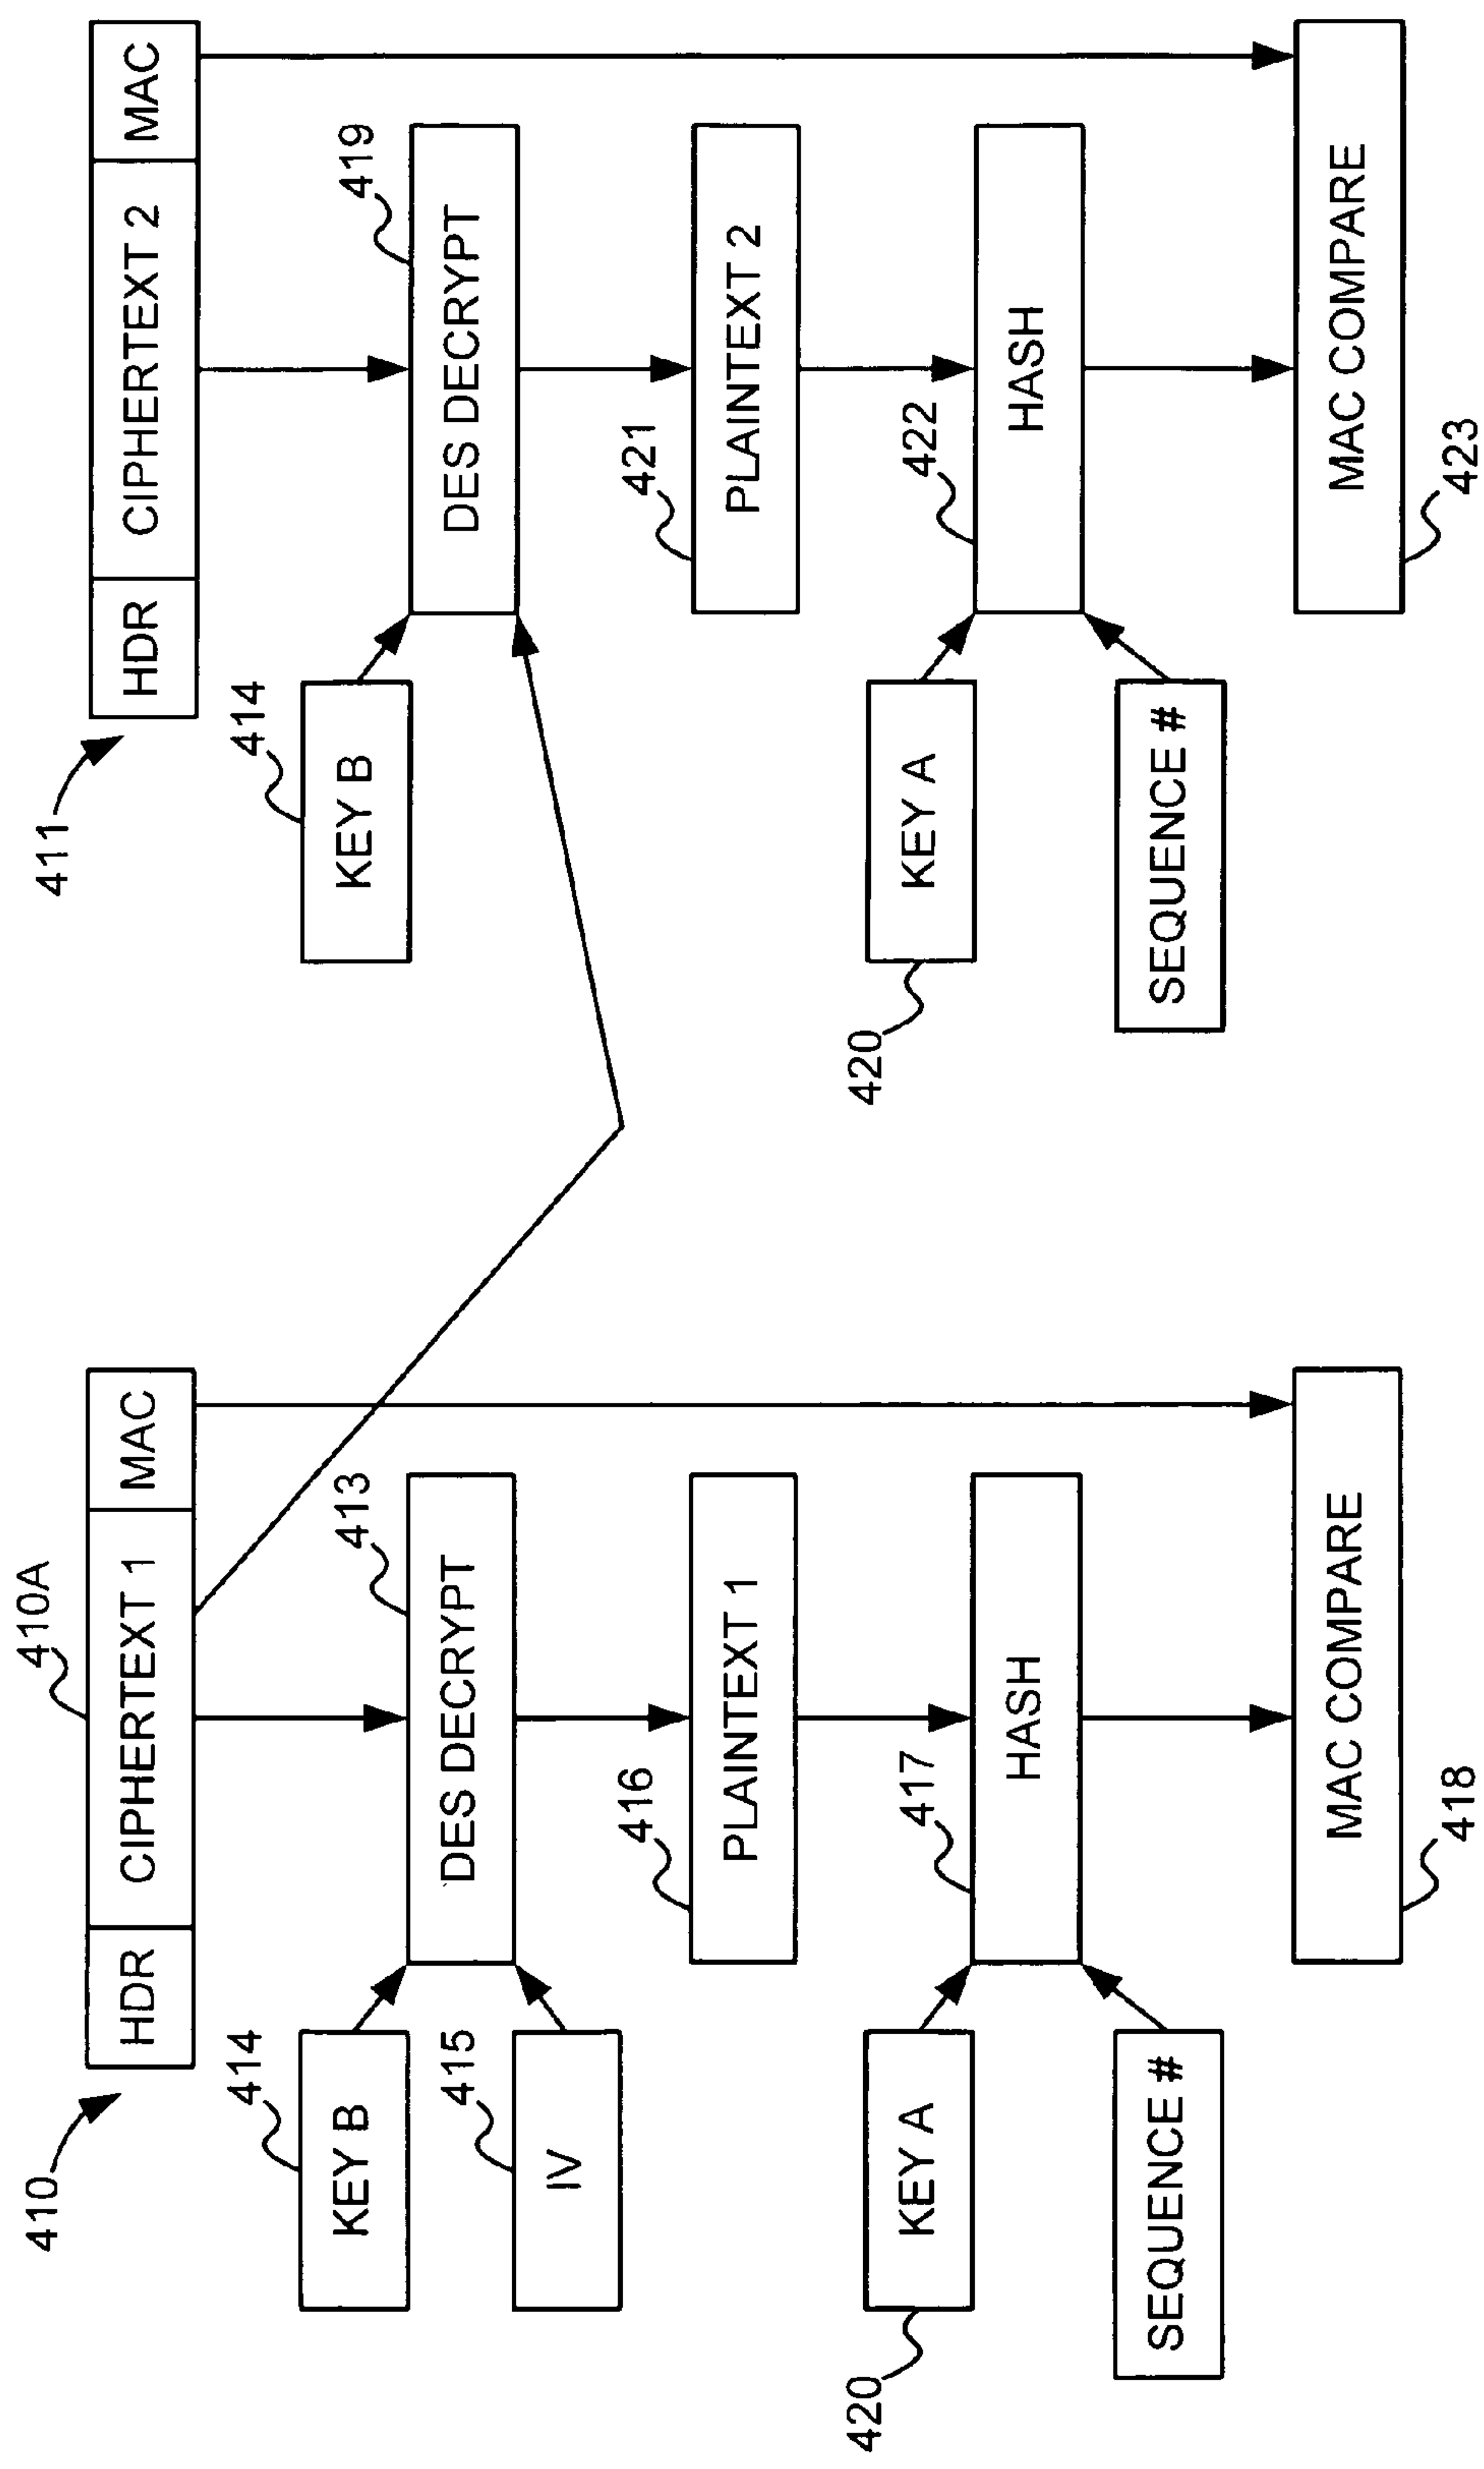 410
410A
HDR
CIPHERTEXT 1
MAC
414
KEY B
413
DES DECRYPT
415
IV
416
PLAINTEXT 1
417
420
KEY A
HASH
SEQUENCE #
MAC COMPARE
418
411
HDR
CIPHERTEXT 2
MAC
414
KEY B
419
DES DECRYPT
421
PLAINTEXT 2
422
420
KEY A
HASH
SEQUENCE #
MAC COMPARE
423